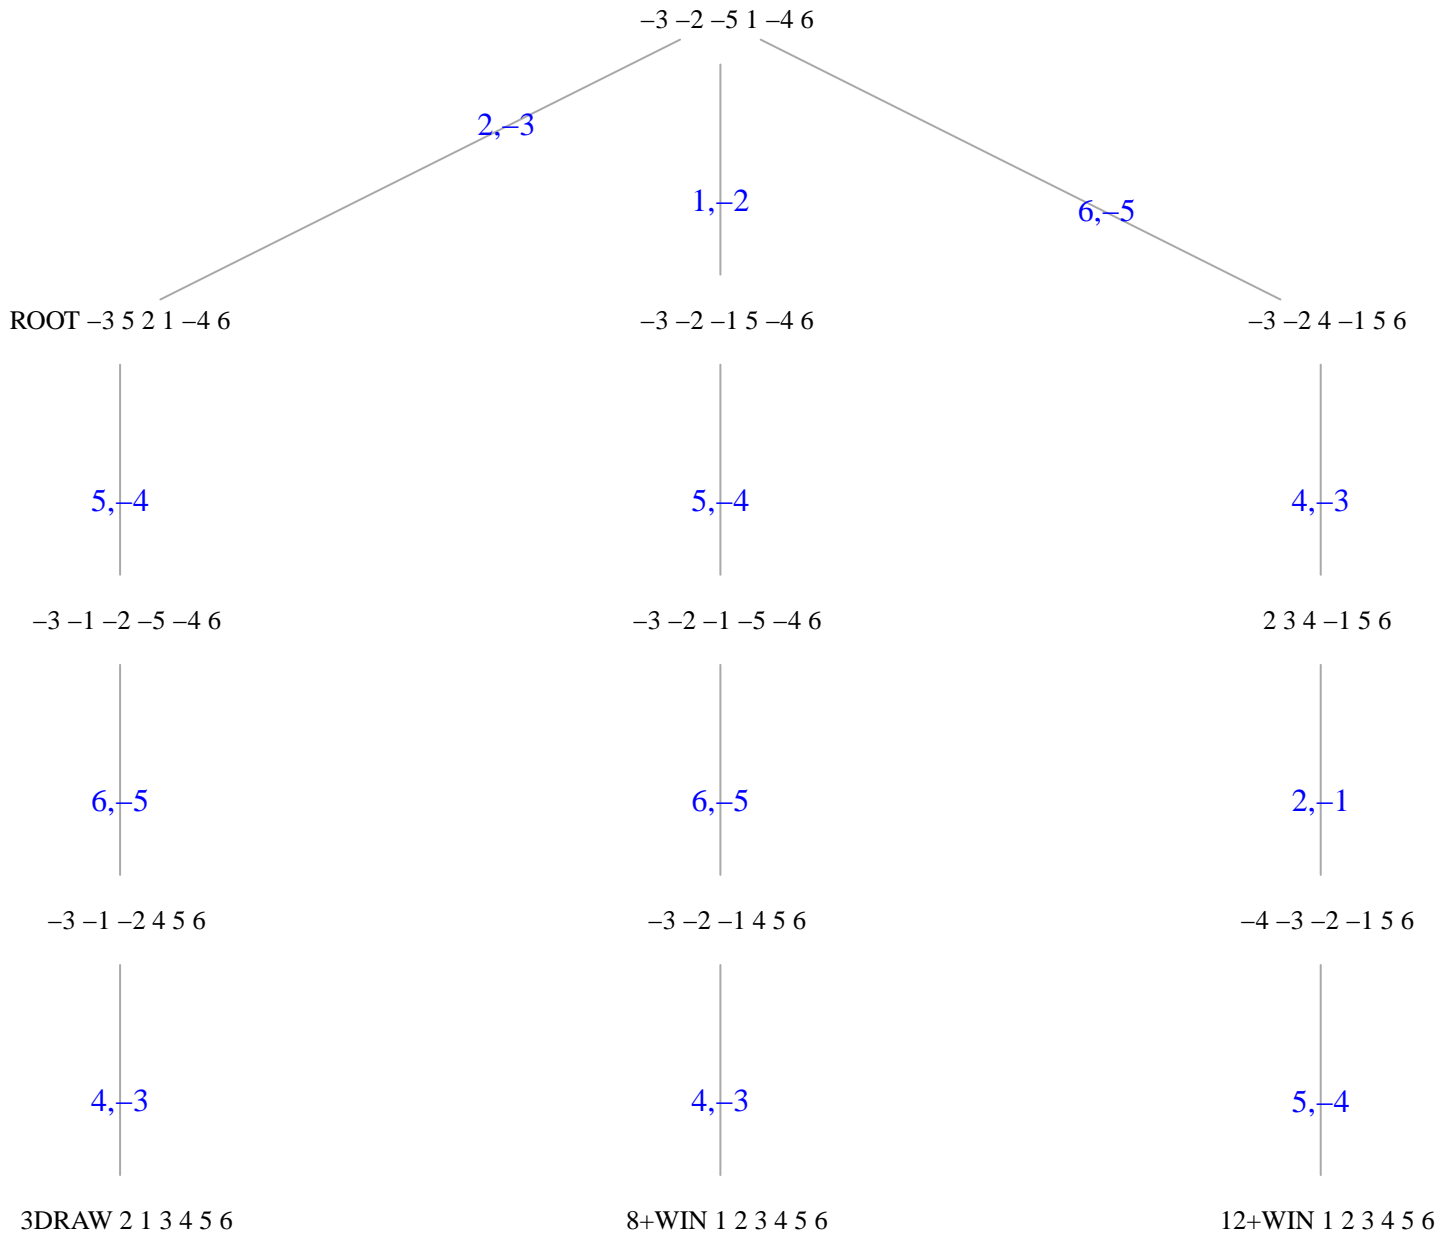 –3 –2 –5 1 –4 6
2,–3
1,–2
6,–5
ROOT –3 5 2 1 –4 6
–3 –2 –1 5 –4 6
–3 –2 4 –1 5 6
5,–4
5,–4
4,–3
–3 –1 –2 –5 –4 6
–3 –2 –1 –5 –4 6
2 3 4 –1 5 6
6,–5
6,–5
2,–1
–3 –1 –2 4 5 6
–3 –2 –1 4 5 6
–4 –3 –2 –1 5 6
4,–3
4,–3
5,–4
3DRAW 2 1 3 4 5 6
8+WIN 1 2 3 4 5 6
12+WIN 1 2 3 4 5 6